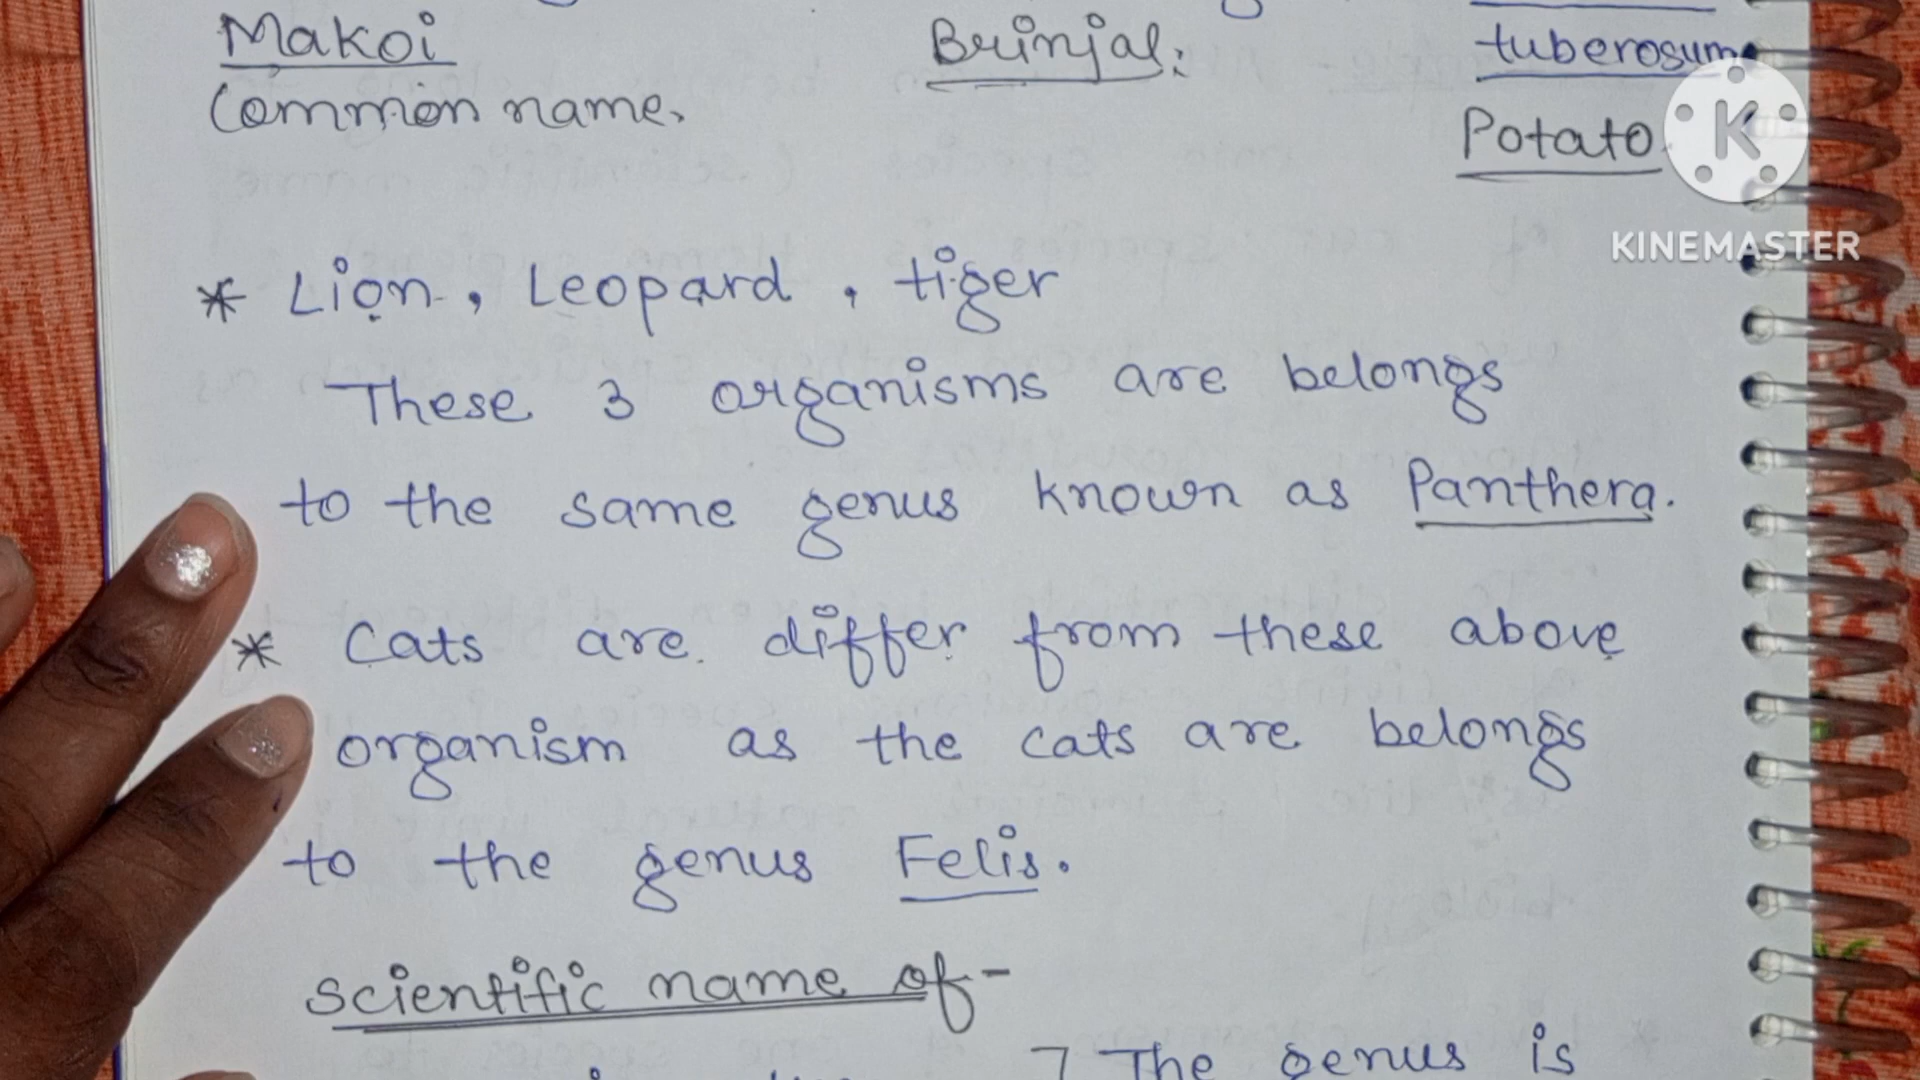 Makoi
Brinjal:
tuberosum
Common name.
Potato.
KINEMASTER
* Lion, Leopard, tiger
These 3 organisms are belongs
to the same genus known as Panthera.
* Cats are differ from these above
organism as the cats are belongs
to the genus Felis.
Scientific name of-
The genus is